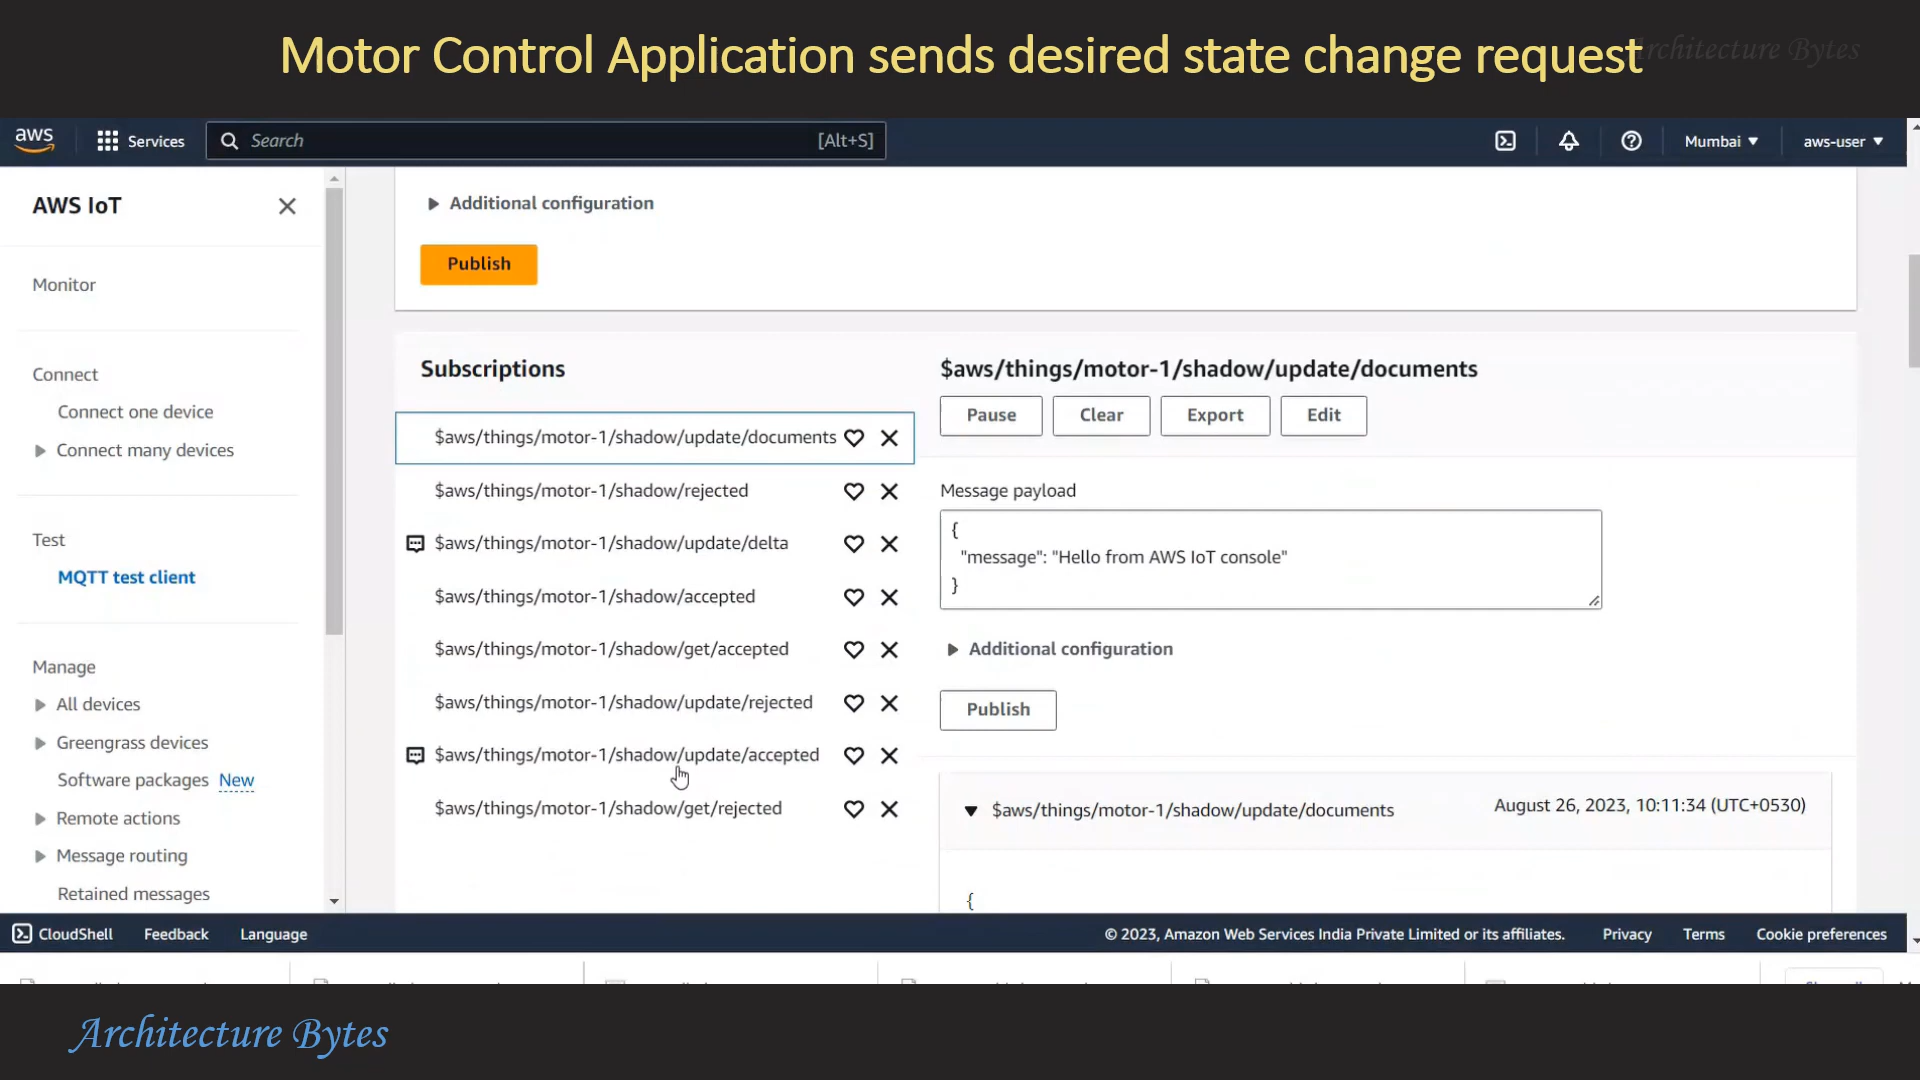 Motor Control Application sends desired state change request
Architecture Bytes
aws
Services
Search
[Alt+S]
Mumbai
aws-user
AWS IoT
Monitor
Connect
Connect one device
Connect many devices
Test
MQTT test client
Manage
All devices
Greengrass devices
Software packages New
Remote actions
Message routing
Retained messages
Additional configuration
Publish
Subscriptions
$aws/things/motor-1/shadow/update/documents
$aws/things/motor-1/shadow/rejected
$aws/things/motor-1/shadow/update/delta
$aws/things/motor-1/shadow/accepted
$aws/things/motor-1/shadow/get/accepted
$aws/things/motor-1/shadow/update/rejected
$aws/things/motor-1/shadow/update/accepted
$aws/things/motor-1/shadow/get/rejected
$aws/things/motor-1/shadow/update/documents
Pause
Clear
Export
Edit
Message payload
{
"message": "Hello from AWS IoT console"
}
Additional configuration
Publish
$aws/things/motor-1/shadow/update/documents
August 26, 2023, 10:11:34 (UTC+0530)
{
CloudShell
Feedback
Language
© 2023, Amazon Web Services India Private Limited or its affiliates.
Privacy
Terms
Cookie preferences
Architecture Bytes